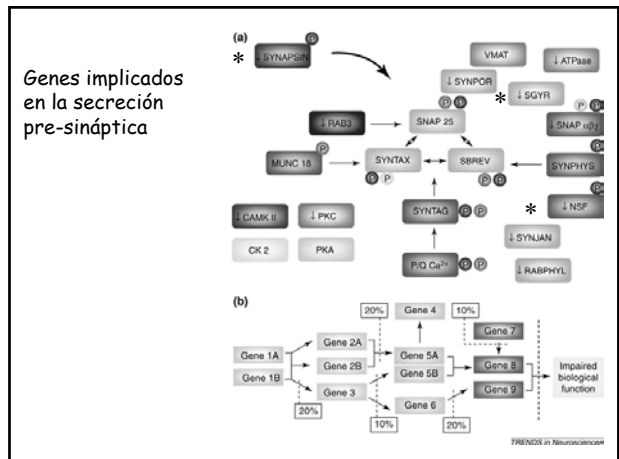 Genes implicados
en la secreción
pre-sináptica
(a)
P
* ↓ SYNAPSIN
VMAT
↓ ATPase
↓ SYNPOR
* ↓ SGYR
P P
P P
↓ RAB3
SNAP 25
↓ SNAP αβγ
P
P
MUNC 18
SYNTAX
SBREV
SYNPHYS
P P
P P
P
* ↓ NSF
↓ CAMK II
↓ PKC
SYNTAG
P P
↓ SYNJAN
CK 2
PKA
P/Q Ca²⁺
P P
↓ RABPHYL
(b)
20%
Gene 4
10%
Gene 7
Gene 2A
Gene 1A
Gene 5A
Gene 2B
Gene 8
Gene 1B
Gene 5B
Gene 3
Gene 9
Gene 6
Impaired
biological
function
20%
10%
20%
TRENDS in Neurosciences